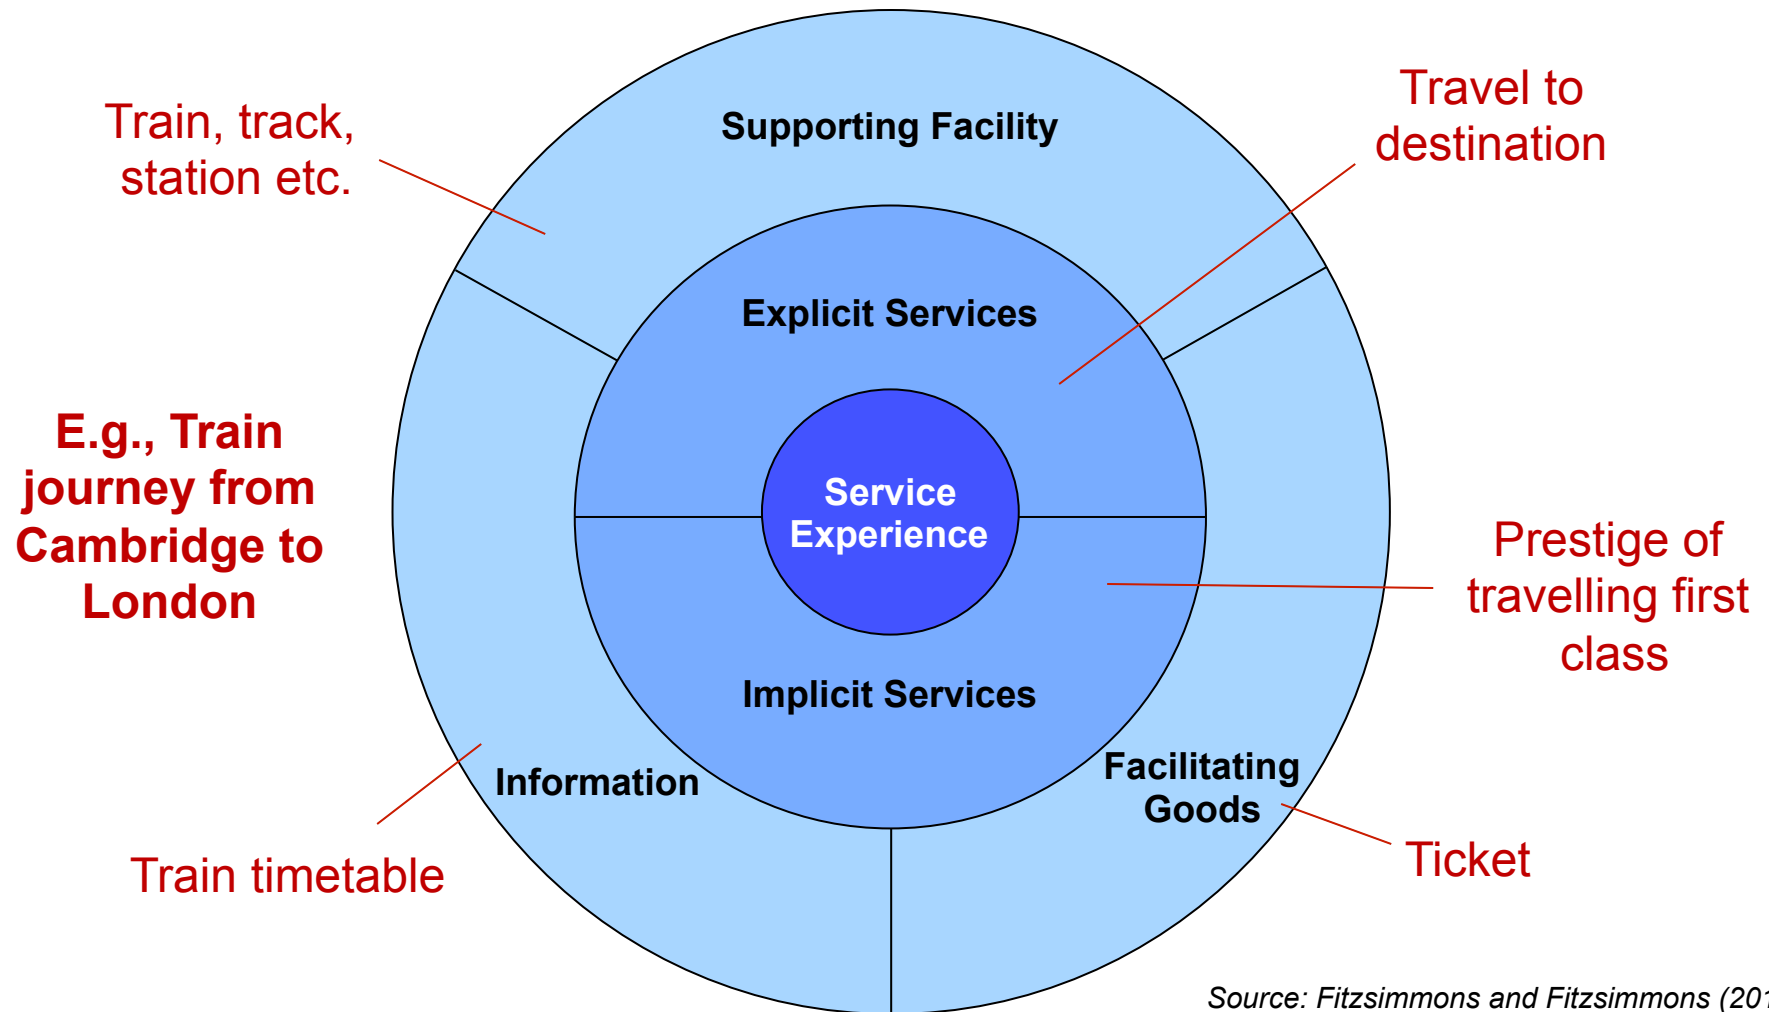 Train, track,
station etc.
Supporting Facility
Travel to
destination
Explicit Services
E.g., Train
journey from
Cambridge to
London
Service
Experience
Prestige of
travelling first
class
Implicit Services
Information
Facilitating
Goods
Train timetable
Ticket
Source: Fitzsimmons and Fitzsimmons